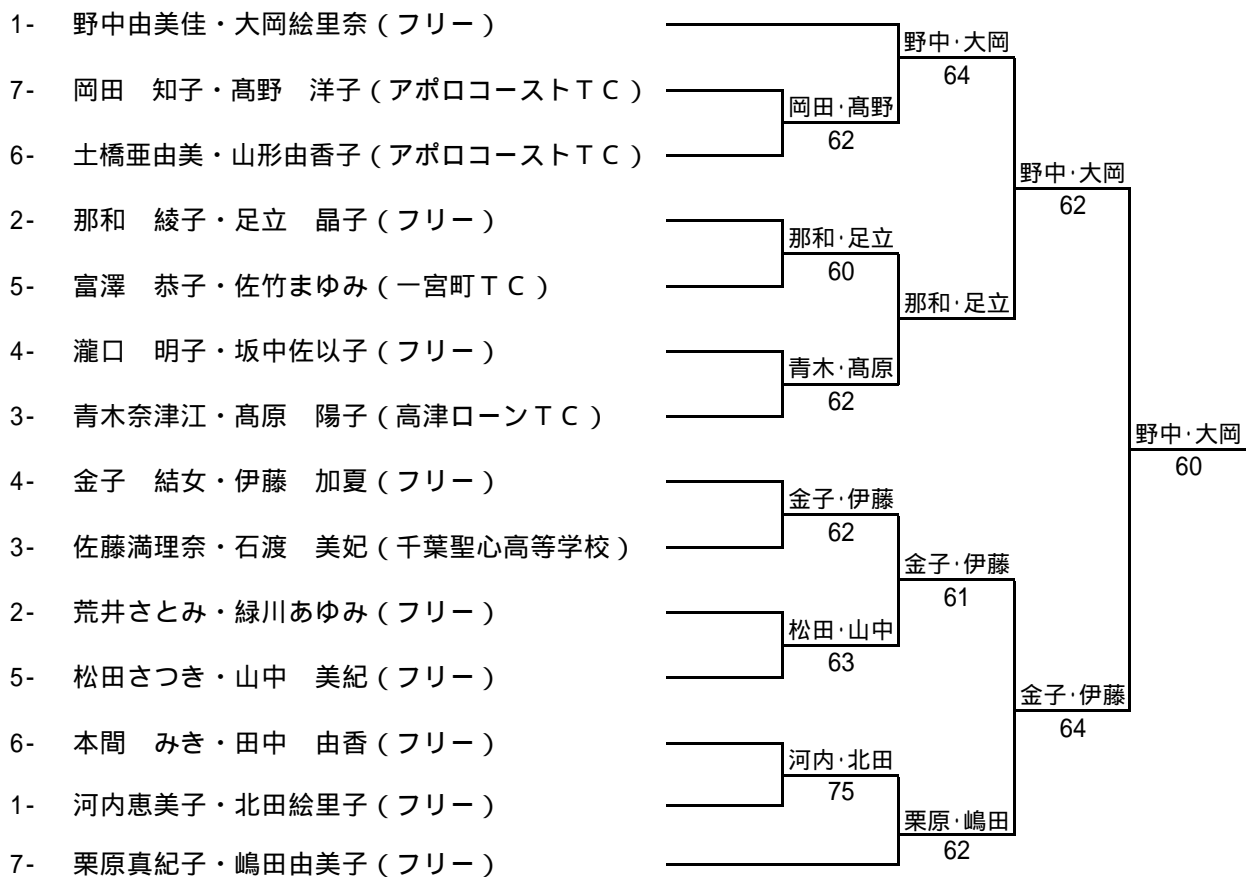 1- 野中由美佳・大岡絵里奈（フリー）
7- 岡田　知子・髙野　洋子（アポロコーストＴＣ）
6- 土橋亜由美・山形由香子（アポロコーストＴＣ）
2- 那和　綾子・足立　晶子（フリー）
5- 富澤　恭子・佐竹まゆみ（一宮町ＴＣ）
4- 瀧口　明子・坂中佐以子（フリー）
3- 青木奈津江・髙原　陽子（高津ローンＴＣ）
4- 金子　結女・伊藤　加夏（フリー）
3- 佐藤満理奈・石渡　美妃（千葉聖心高等学校）
2- 荒井さとみ・緑川あゆみ（フリー）
5- 松田さつき・山中　美紀（フリー）
6- 本間　みき・田中　由香（フリー）
1- 河内恵美子・北田絵里子（フリー）
7- 栗原真紀子・嶋田由美子（フリー）
岡田·髙野
62
那和·足立
60
青木·髙原
62
金子·伊藤
62
松田·山中
63
河内·北田
75
野中·大岡
64
那和·足立
金子·伊藤
61
栗原·嶋田
62
野中·大岡
62
金子·伊藤
64
野中·大岡
60